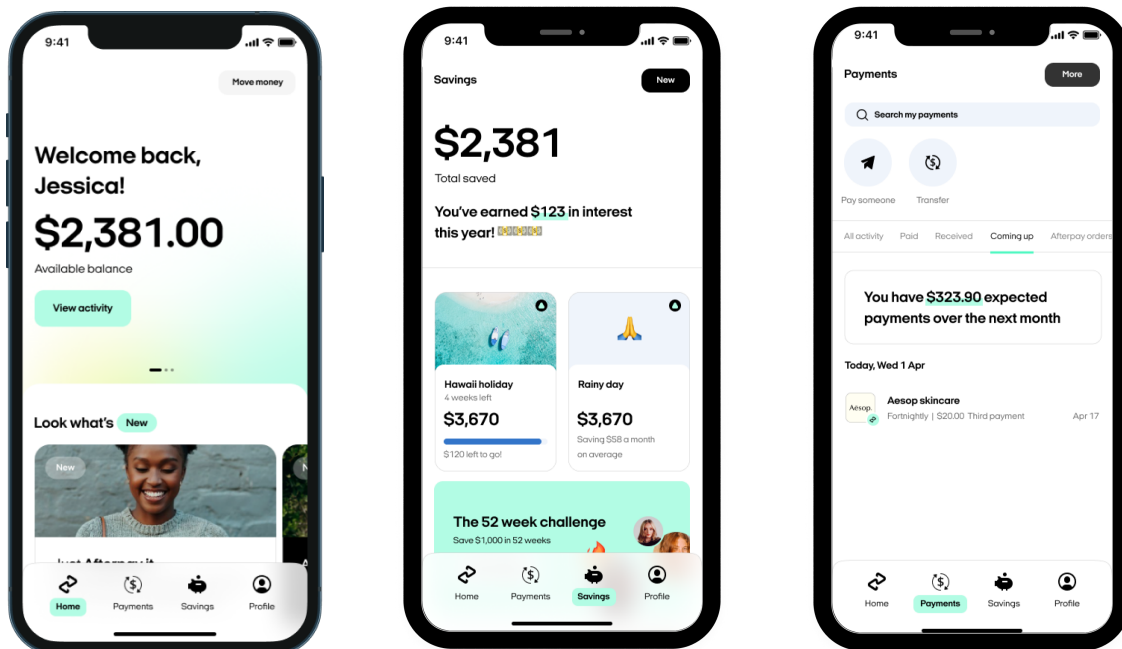 9:41
Move money
Welcome back,
Jessica!
$2,381.00
Available balance
View activity
Look what's New
New
Just Afterpay it
Home
Payments
Savings
Profile
9:41
Savings
New
$2,381
Total saved
You've earned $123 in interest
this year!
Hawaii holiday
4 weeks left
$3,670
$120 left to go!
Rainy day
$3,670
Saving $58 a month
on average
The 52 week challenge
Save $1,000 in 52 weeks
Home
Payments
Savings
Profile
9:41
Payments
More
Search my payments
Pay someone
Transfer
All activity
Paid
Received
Coming up
Afterpay orders
You have $323.90 expected
payments over the next month
Today, Wed 1 Apr
Aesop.
Aesop skincare
Fortnightly | $20.00 Third payment
Apr 17
Home
Payments
Savings
Profile